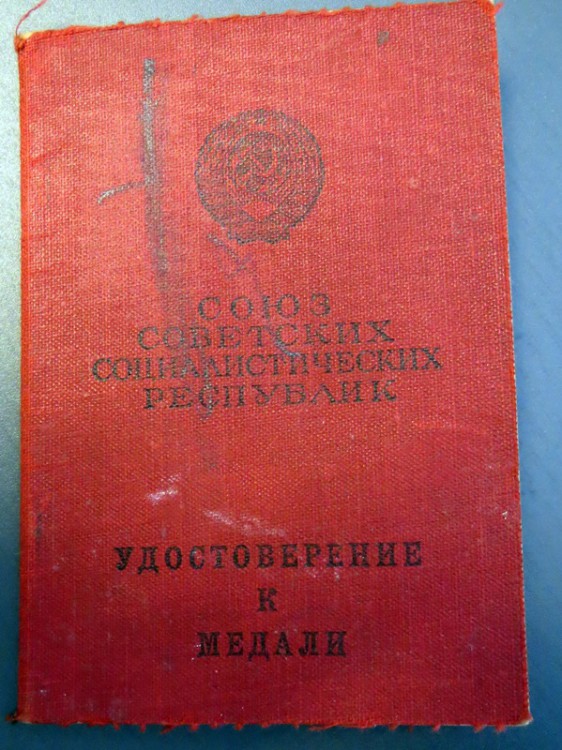 СОЮЗ
СОВЕТСКИХ
СОЦИАЛИСТИЧЕСКИХ
РЕСПУБЛИК
УДОСТОВЕРЕНИЕ
К
МЕДАЛИ